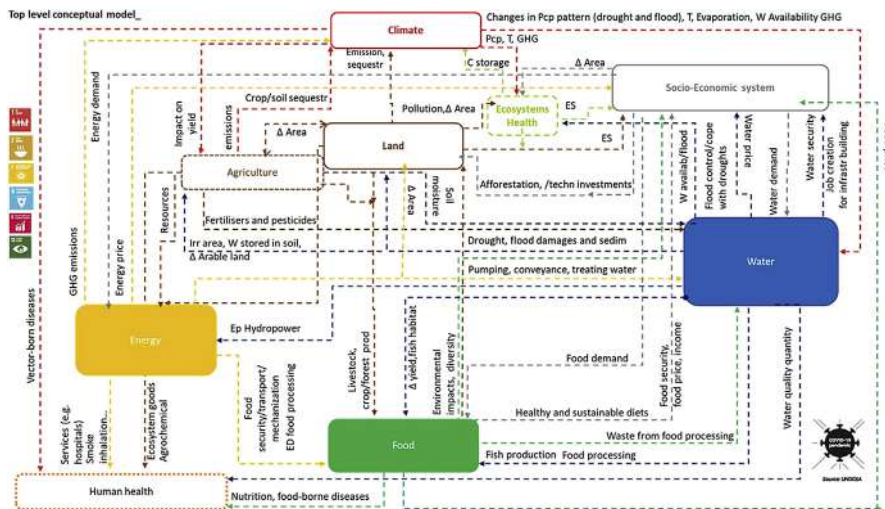 Top level conceptual model_
Climate
Changes in Pcp pattern (drought and flood), T, Evaporation, W Availability GHG
Pcp, T, GHG
Emission,
sequestr
C storage
Δ Area
Socio-Economic system
Energy demand
Impact on
yield
emissions
Crop/soil sequestr
Pollution,Δ Area
Ecosystems
Health
ES
Δ Area
Land
ES
Agriculture
Afforestation, /techn investments
W availab/flood
Flood control/cope
with droughts
Water price
Water demand
Water security
Job creation
for infrastr building
Resources
Soil
moisture
Δ Area
Fertilisers and pesticides
Irr area, W stored in soil,
Δ Arable land
Drought, flood damages and sedim
Water
GHG emissions
Energy price
Pumping, conveyance, treating water
Energy
Ep Hydropower
Vector-born diseases
Livestock,
crop/forest prod
Δ yield,fish habitat
Environmental
impacts, diversity
Food demand
Food security,
food price, income
Water quality quantity
Food
security/transport/
mechanization
ED food processing
Services (e.g.
hospitals)
Smoke
inhalation...
Ecosystem goods
Agrochemical
Healthy and sustainable diets
Food
Waste from food processing
Fish production Food processing
covid-19
pandemic
Source UNDESA
Human health
Nutrition, food-borne diseases